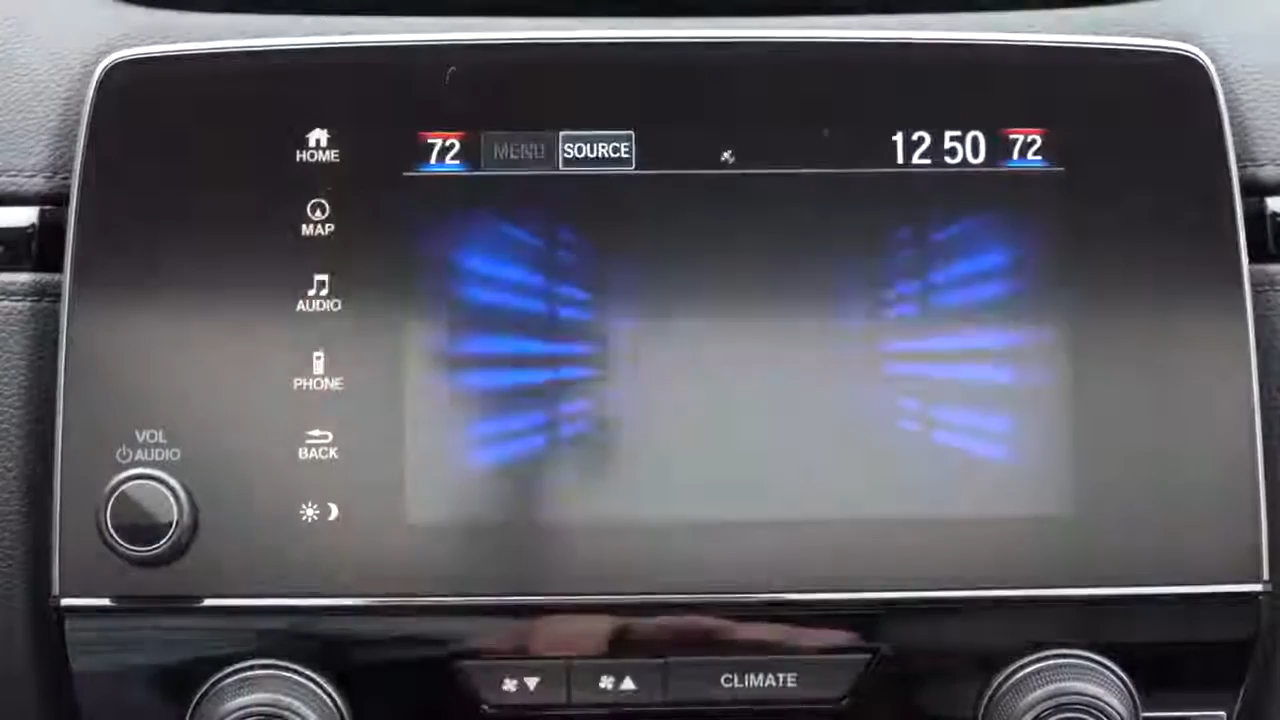 HOME
72
MENU
SOURCE
12 50
72
MAP
AUDIO
PHONE
VOL
AUDIO
BACK
CLIMATE